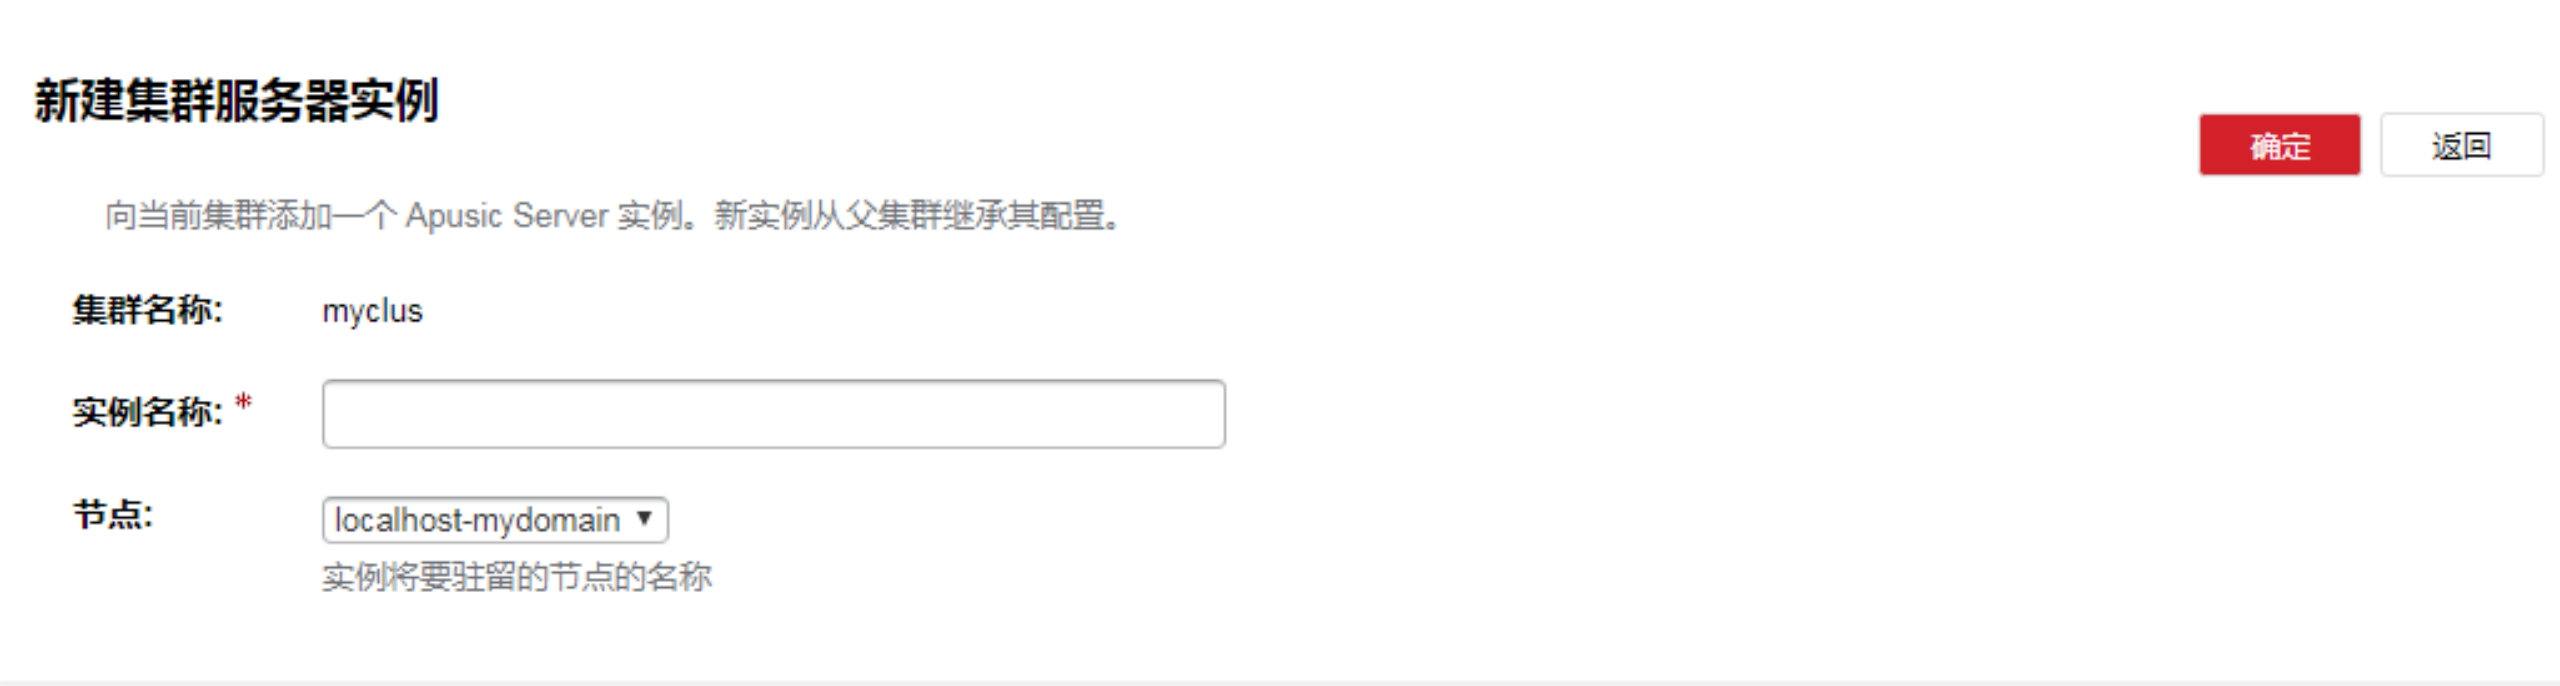 新建集群服务器实例
确定 返回
向当前集群添加一个 Apusic Server 实例。新实例从父集群继承其配置。
集群名称: myclus
实例名称: *
节点: localhost-mydomain ▼
实例将要驻留的节点的名称